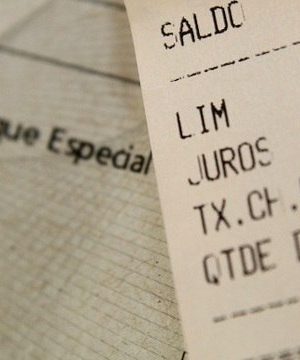 SALDO
LIM
JUROS
TX.CH.
QTDE
que Especial